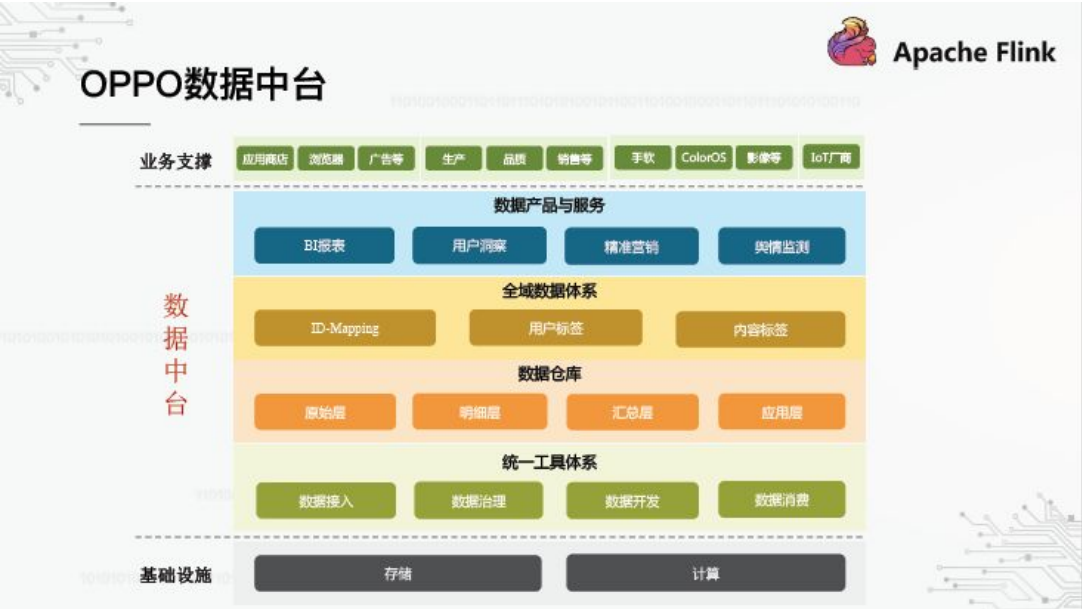 Apache Flink
OPPO数据中台
业务支撑
应用商店 浏览器 广告等 生产 品质 销售等 手软 ColorOS 影像等 IoT厂商
数据中台
数据产品与服务
BI报表 用户洞察 精准营销 舆情监测
全域数据体系
ID-Mapping 用户标签 内容标签
数据仓库
原始层 明细层 汇总层 应用层
统一工具体系
数据接入 数据治理 数据开发 数据消费
基础设施
存储 计算